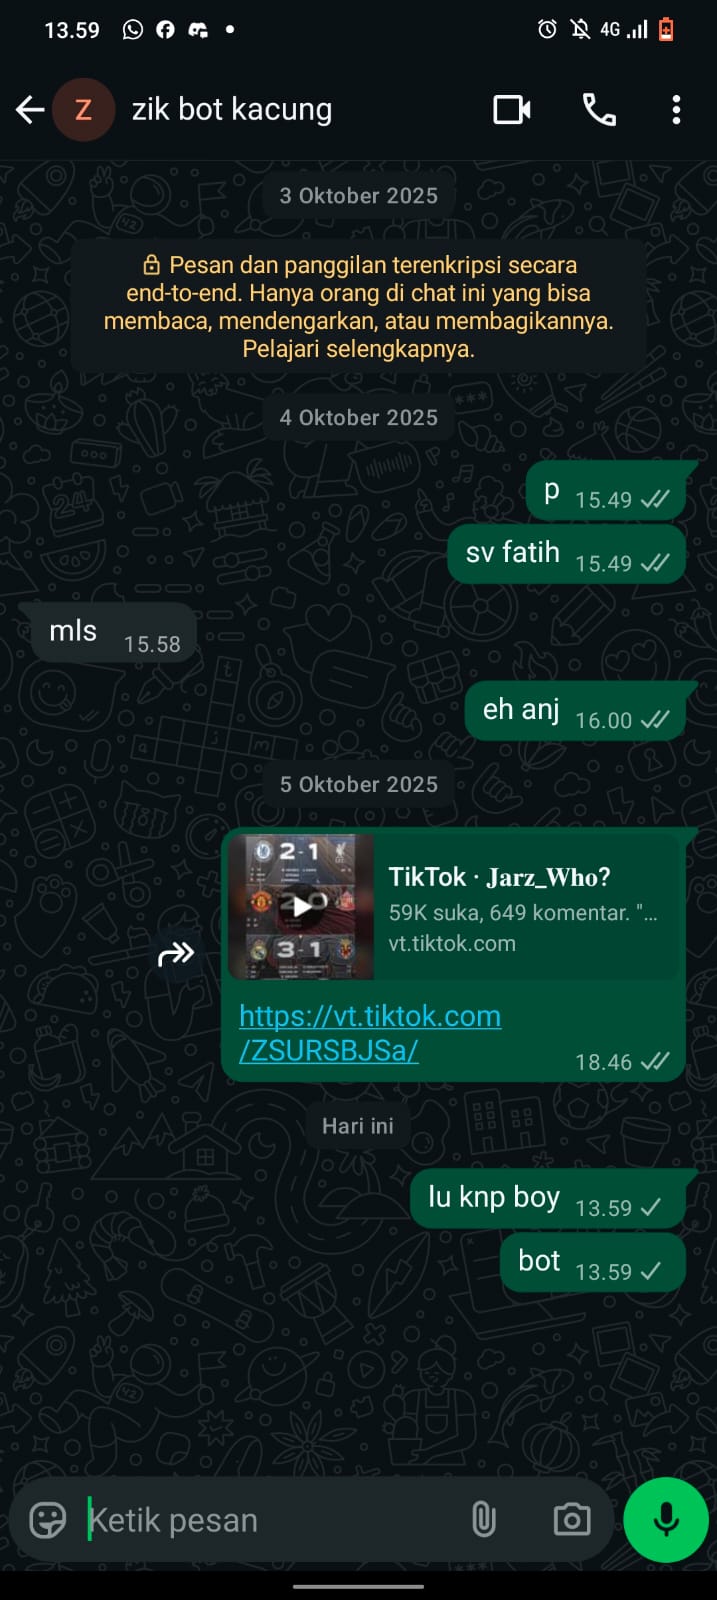 13.59
4G
Z
zik bot kacung
3 Oktober 2025
Pesan dan panggilan terenkripsi secara
end-to-end. Hanya orang di chat ini yang bisa
membaca, mendengarkan, atau membagikannya.
Pelajari selengkapnya.
4 Oktober 2025
p 15.49
sv fatih 15.49
mls 15.58
eh anj 16.00
5 Oktober 2025
2-1
2-0
3-1
TikTok · Jarz_Who?
59K suka, 649 komentar. "...
vt.tiktok.com
https://vt.tiktok.com
/ZSURSBJSa/
18.46
Hari ini
lu knp boy 13.59
bot 13.59
Ketik pesan